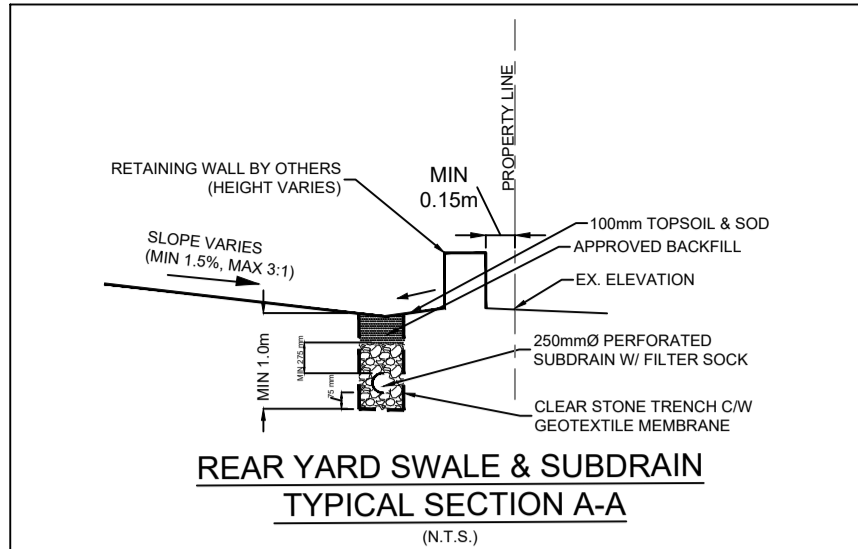 PROPERTY LINE
RETAINING WALL BY OTHERS
(HEIGHT VARIES)
MIN
0.15m
100mm TOPSOIL & SOD
APPROVED BACKFILL
SLOPE VARIES
(MIN 1.5%, MAX 3:1)
EX. ELEVATION
MIN 1.0m
MIN 275 mm
75 mm
250mmØ PERFORATED
SUBDRAIN W/ FILTER SOCK
CLEAR STONE TRENCH C/W
GEOTEXTILE MEMBRANE
REAR YARD SWALE & SUBDRAIN
TYPICAL SECTION A-A
(N.T.S.)